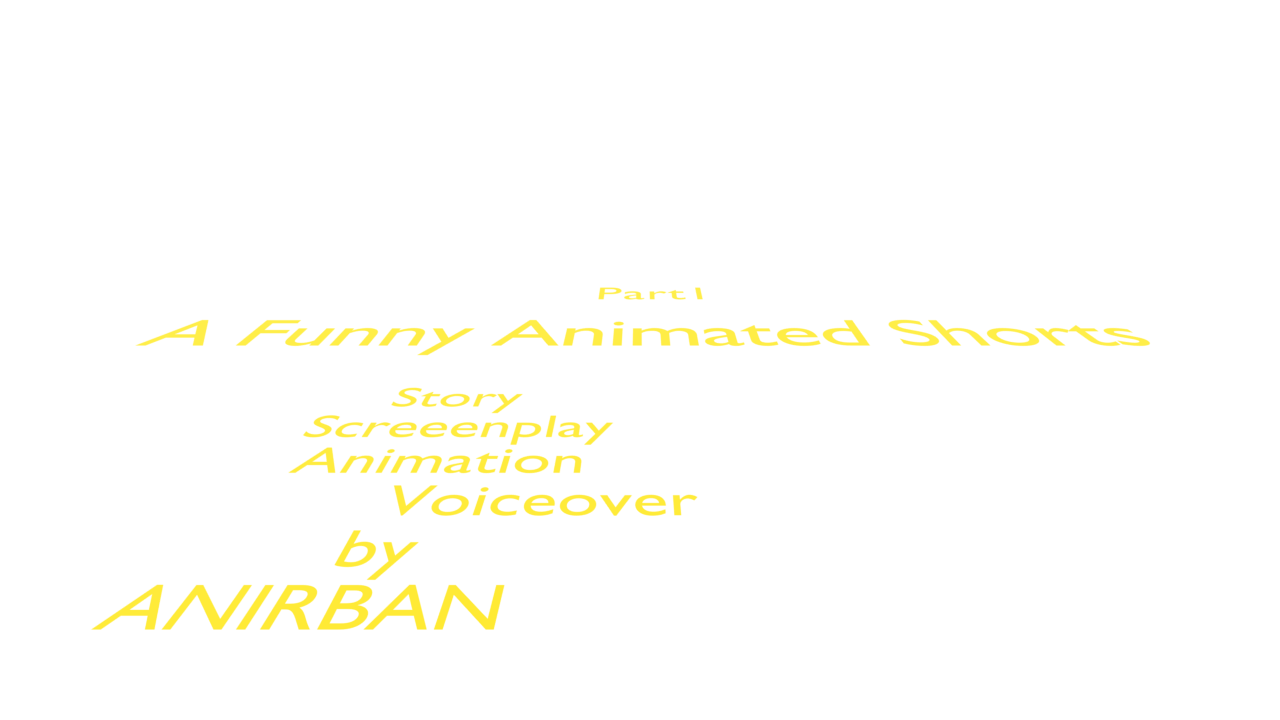 Part I
A Funny Animated Shorts
Story
Screeenplay
Animation
Voiceover
by
ANIRBAN